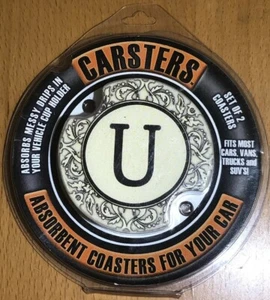 CARSTERS
ABSORBS MESSY DRIPS IN
YOUR VEHICLE CUP HOLDER
SET OF 2
COASTERS
FITS MOST
CARS, VANS,
TRUCKS and
SUV'S!
U
ABSORBENT COASTERS FOR YOUR CAR